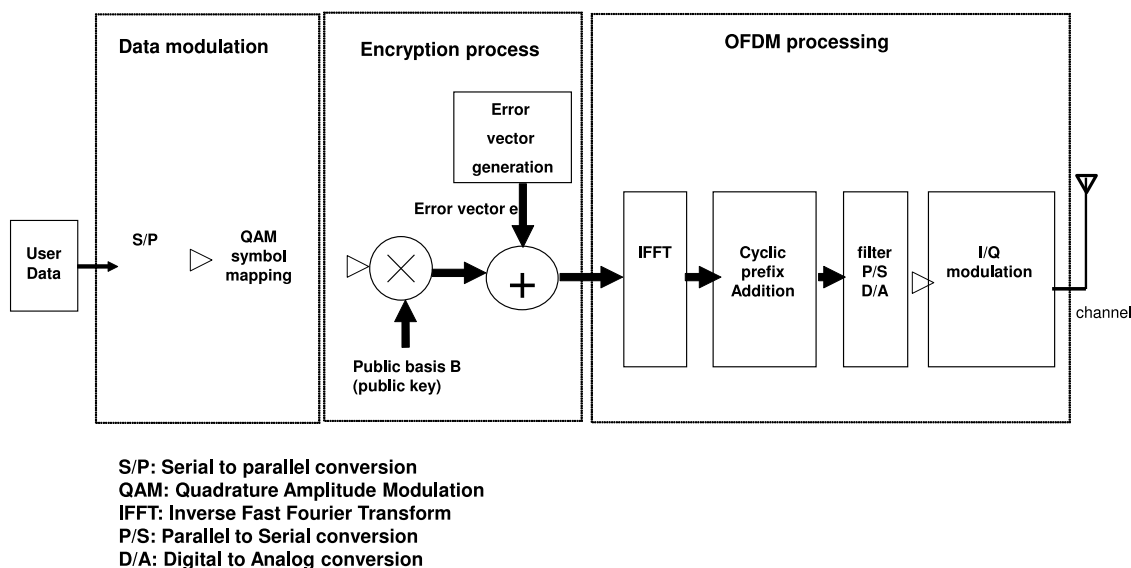 Data modulation
Encryption process
OFDM processing
Error
vector
generation
Error vector e
User
Data
S/P
QAM
symbol
mapping
Public basis B
(public key)
IFFT
Cyclic
prefix
Addition
filter
P/S
D/A
I/Q
modulation
channel
S/P: Serial to parallel conversion
QAM: Quadrature Amplitude Modulation
IFFT: Inverse Fast Fourier Transform
P/S: Parallel to Serial conversion
D/A: Digital to Analog conversion